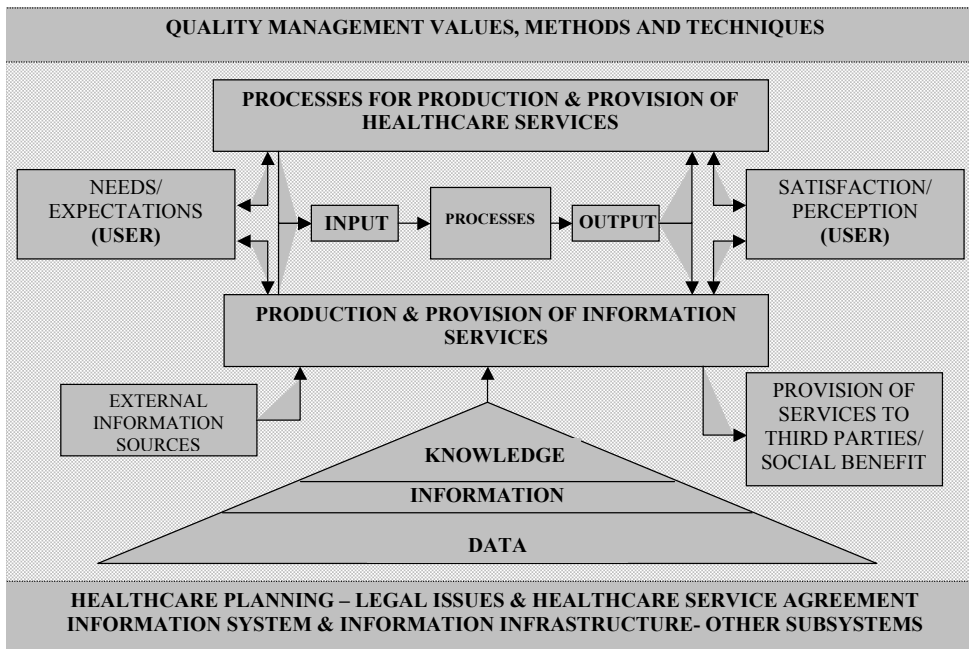 QUALITY MANAGEMENT VALUES, METHODS AND TECHNIQUES
PROCESSES FOR PRODUCTION & PROVISION OF
HEALTHCARE SERVICES
NEEDS/
EXPECTATIONS
(USER)
INPUT
PROCESSES
OUTPUT
SATISFACTION/
PERCEPTION
(USER)
PRODUCTION & PROVISION OF INFORMATION
SERVICES
EXTERNAL
INFORMATION
SOURCES
PROVISION OF
SERVICES TO
THIRD PARTIES/
SOCIAL BENEFIT
KNOWLEDGE
INFORMATION
DATA
HEALTHCARE PLANNING – LEGAL ISSUES & HEALTHCARE SERVICE AGREEMENT
INFORMATION SYSTEM & INFORMATION INFRASTRUCTURE- OTHER SUBSYSTEMS